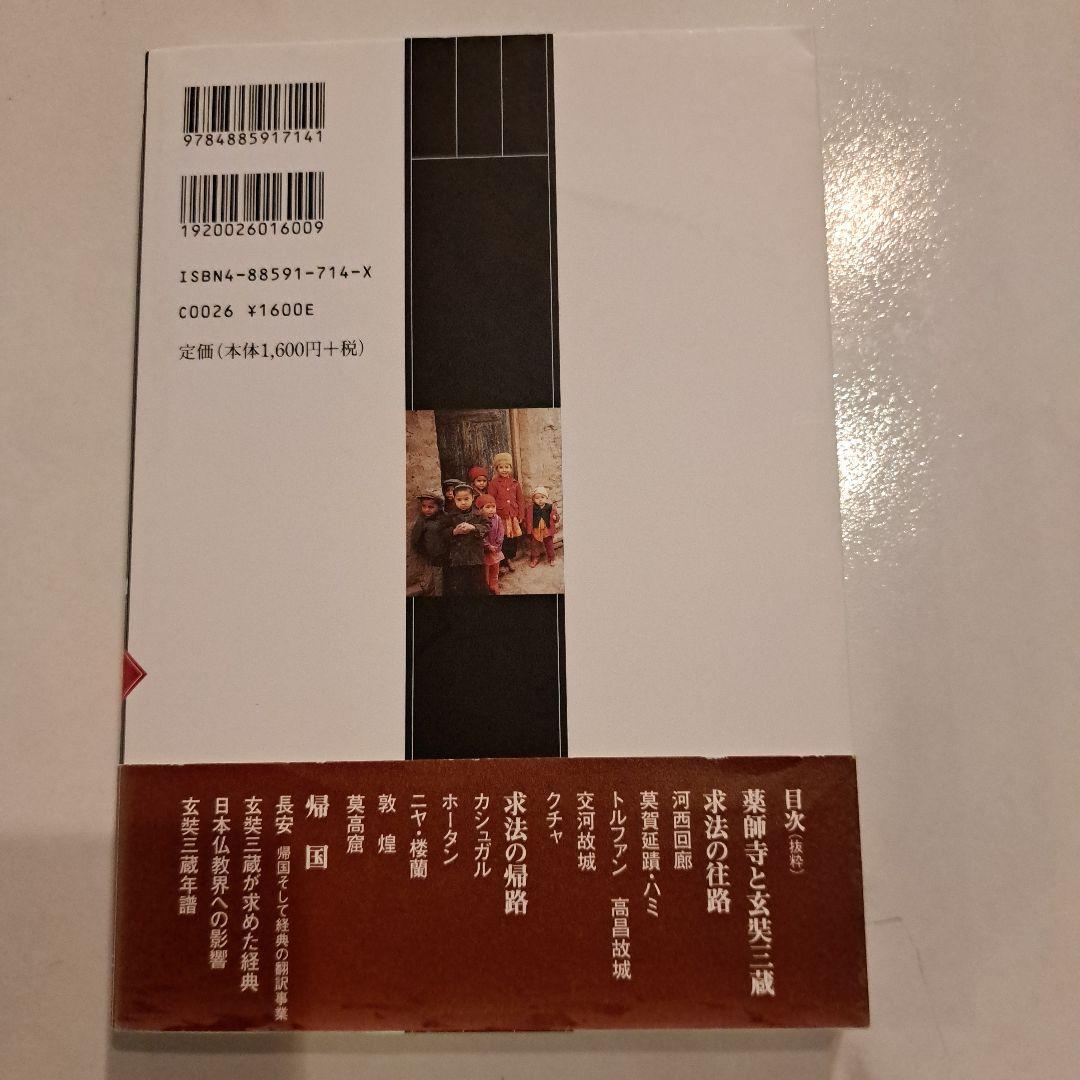 9784885917141
1920026016009
ISBN4-88591-714-X
C0026 ¥1600E
定価(本体1,600円+税)
目次(抜粋)
薬師寺と玄奘三蔵
求法の往路
河西回廊
莫賀延蹟・ハミ
トルファン 高昌故城
交河故城
クチャ
求法の帰路
カシュガル
ホータン
ニヤ・楼蘭
敦煌
莫高窟
帰国
長安 帰国そして経典の翻訳事業
玄奘三蔵が求めた経典
日本仏教界への影響
玄奘三蔵年譜